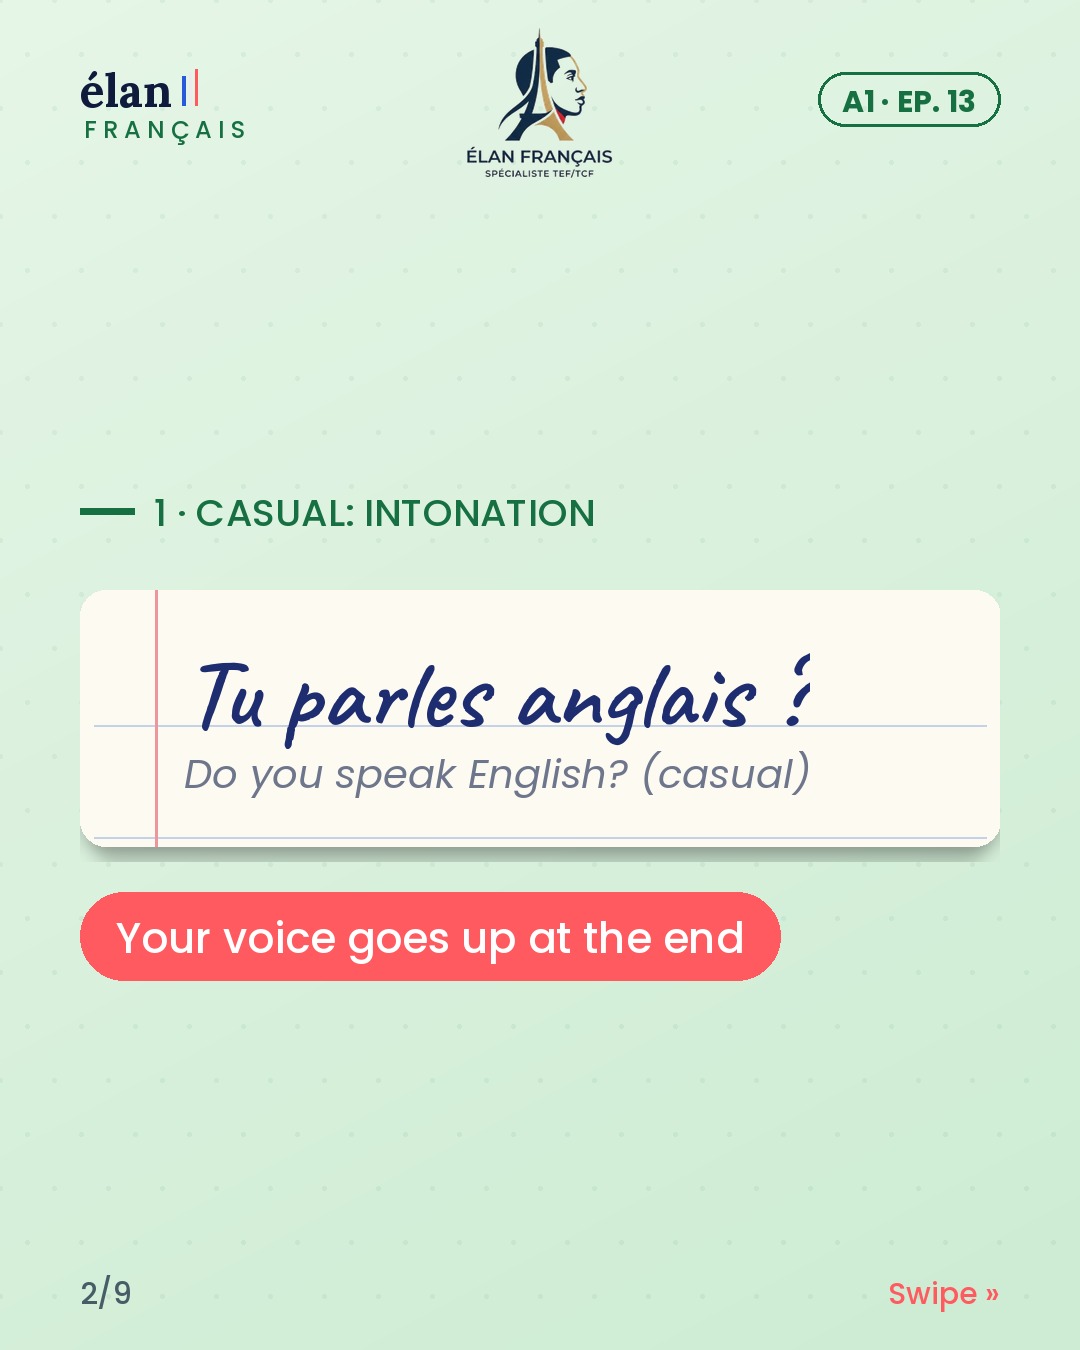 élan
FRANÇAIS
ÉLAN FRANÇAIS
SPÉCIALISTE TEF/TCF
A1 · EP. 13
1 · CASUAL: INTONATION
Tu parles anglais ?
Do you speak English? (casual)
Your voice goes up at the end
2/9
Swipe »